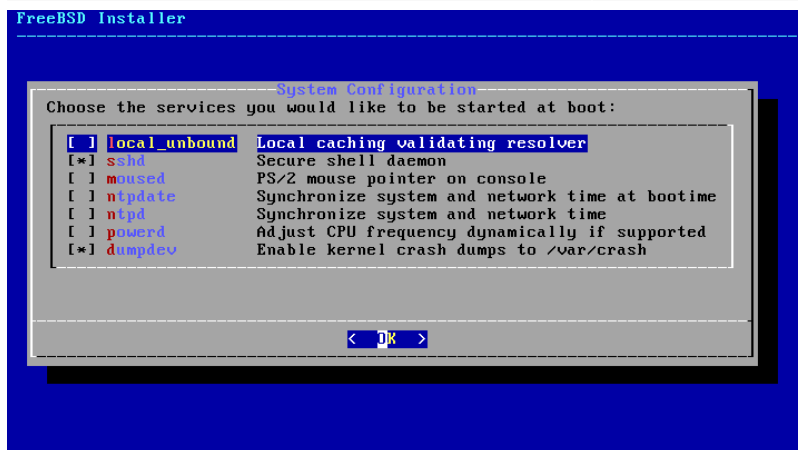 FreeBSD Installer
System Configuration
Choose the services you would like to be started at boot:
[ ] local_unbound Local caching validating resolver
[*] sshd Secure shell daemon
[ ] moused PS/2 mouse pointer on console
[ ] ntpdate Synchronize system and network time at bootime
[ ] ntpd Synchronize system and network time
[ ] powerd Adjust CPU frequency dynamically if supported
[*] dumpdev Enable kernel crash dumps to /var/crash
< OK >